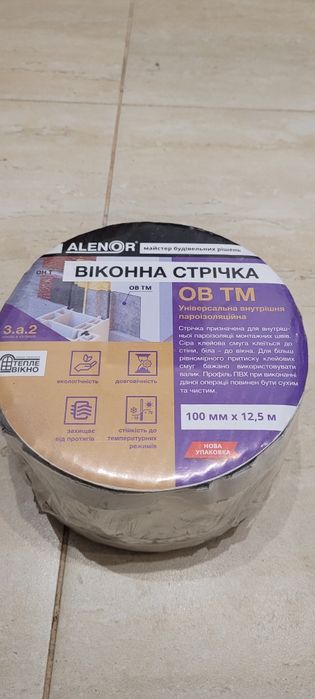 ALENOR
майстер будівельних рішень
ВІКОННА СТРІЧКА
ОВ ТМ
ОВ ТМ
Універсальна внутрішня
пароізоляційна
3.а.2
Стрічка призначена для внутріш-
ньої пароізоляції монтажних швів.
Сіра клейова смуга клеїться до
стіни, біла – до вікна. Для більш
рівномірного притиску клейових
смуг бажано використовувати
валик. Профіль ПВХ при виконанні
даної операції повинен бути сухим
та чистим.
ТЕПЛЕ
ВІКНО
екологічність
довговічність
захищає
від протягів
стійкість до
температурних
режимів
100 мм х 12,5 м
НОВА
УПАКОВКА